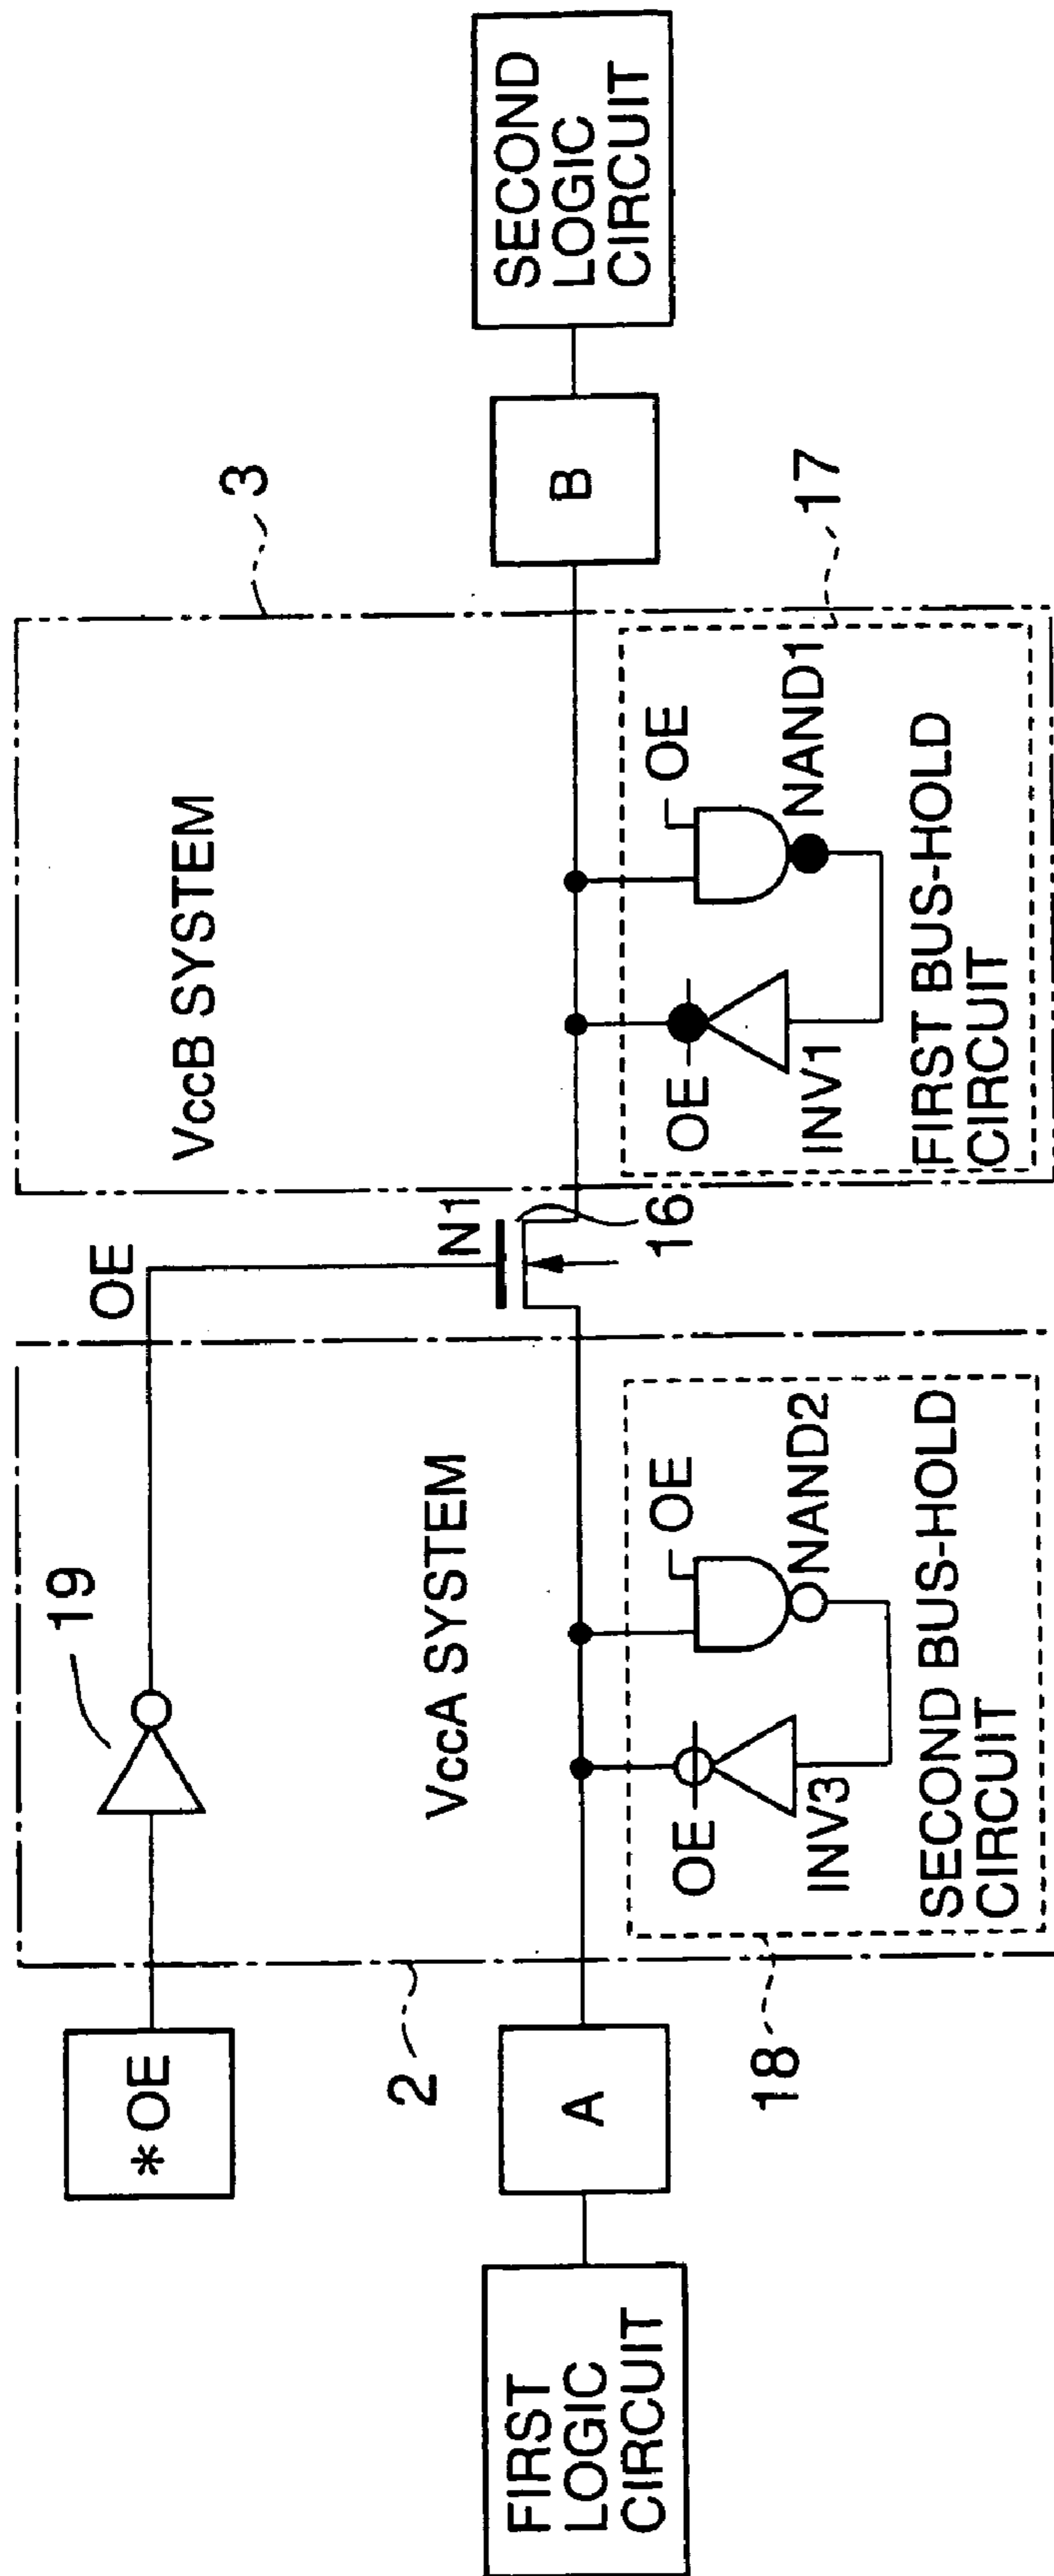 *OE
19
OE
VccA SYSTEM
VccB SYSTEM
3
2
N1
16
FIRST
LOGIC
CIRCUIT
A
B
SECOND
LOGIC
CIRCUIT
18
OE
OE
INV3
NAND2
SECOND BUS-HOLD
CIRCUIT
17
OE
OE
INV1
NAND1
FIRST BUS-HOLD
CIRCUIT